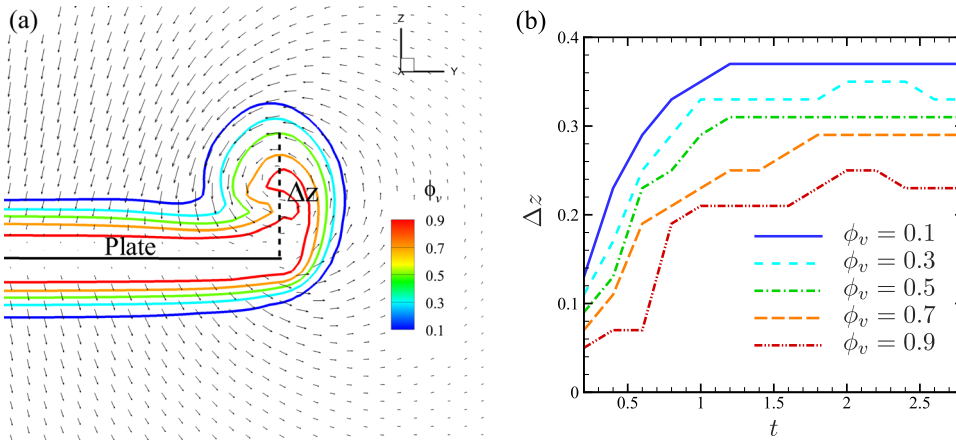 (a)
Z
X
Y
Δz
ϕv
0.9
0.7
0.5
0.3
0.1
Plate
(b)
0.4
0.3
0.2
0.1
0
Δz
0.5
1
1.5
2
2.5
t
ϕv = 0.1
ϕv = 0.3
ϕv = 0.5
ϕv = 0.7
ϕv = 0.9